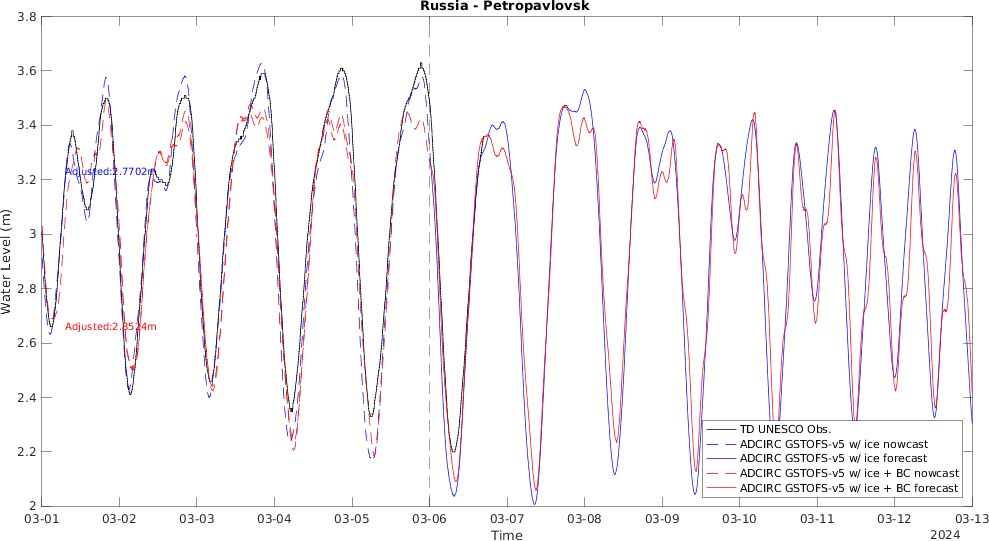 Russia - Petropavlovsk
3.8
3.6
3.4
3.2
3
2.8
2.6
2.4
2.2
2
Water Level (m)
Adjusted:2.7702m
Adjusted:2.8524m
TD UNESCO Obs.
ADCIRC GSTOFS-v5 w/ ice nowcast
ADCIRC GSTOFS-v5 w/ ice forecast
ADCIRC GSTOFS-v5 w/ ice + BC nowcast
ADCIRC GSTOFS-v5 w/ ice + BC forecast
03-01 03-02 03-03 03-04 03-05 03-06 03-07 03-08 03-09 03-10 03-11 03-12 03-13
Time
2024